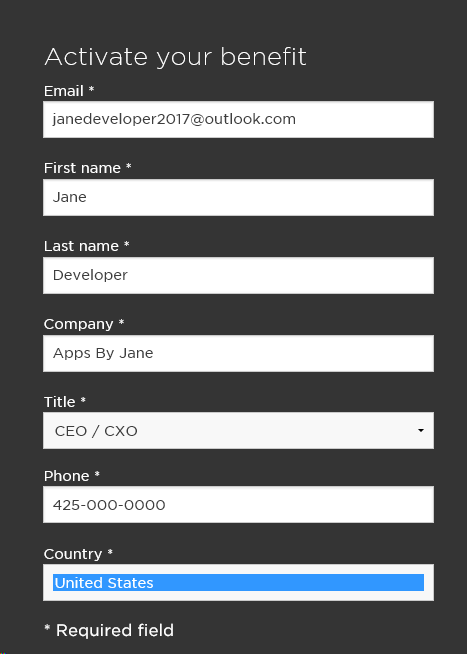 Activate your benefit
Email *
janedeveloper2017@outlook.com
First name *
Jane
Last name *
Developer
Company *
Apps By Jane
Title *
CEO / CXO
Phone *
425-000-0000
Country *
United States
* Required field